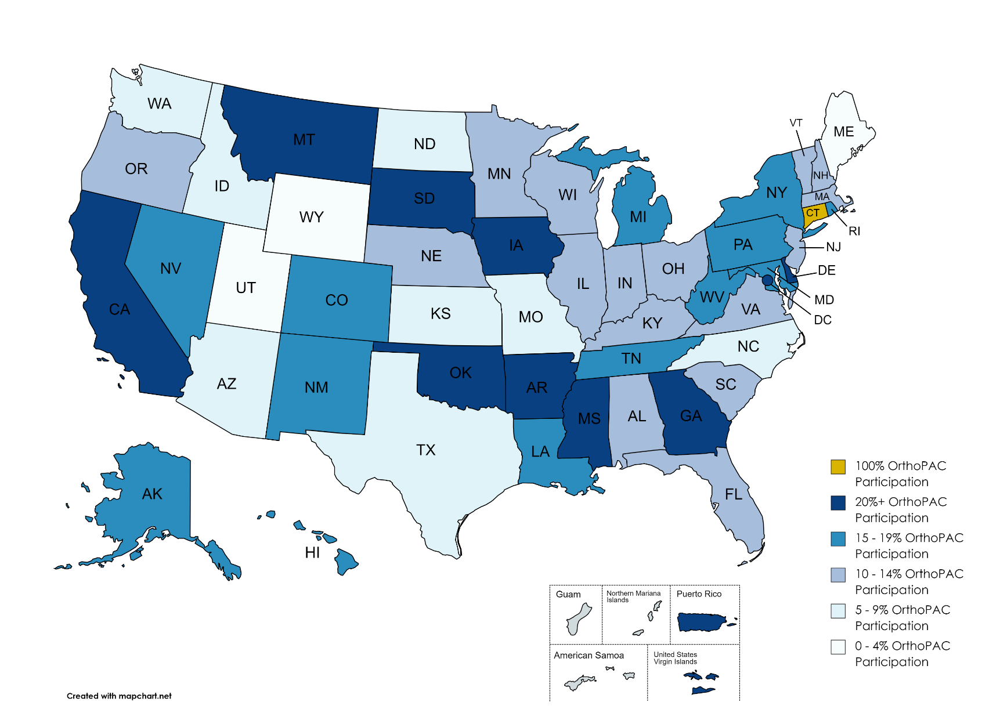 WA
MT
ND
MN
VT
ME
OR
ID
SD
WI
MI
NY
NH
MA
CT
RI
WY
NE
IA
PA
NJ
NV
UT
CO
IL
IN
OH
DE
CA
KS
MO
WV
VA
MD
DC
KY
AZ
NM
OK
AR
TN
NC
SC
TX
LA
MS
AL
GA
FL
AK
HI
100% OrthoPAC
Participation
20%+ OrthoPAC
Participation
15 - 19% OrthoPAC
Participation
10 - 14% OrthoPAC
Participation
5 - 9% OrthoPAC
Participation
0 - 4% OrthoPAC
Participation
Guam
Northern Mariana
Islands
Puerto Rico
American Samoa
United States
Virgin Islands
Created with mapchart.net